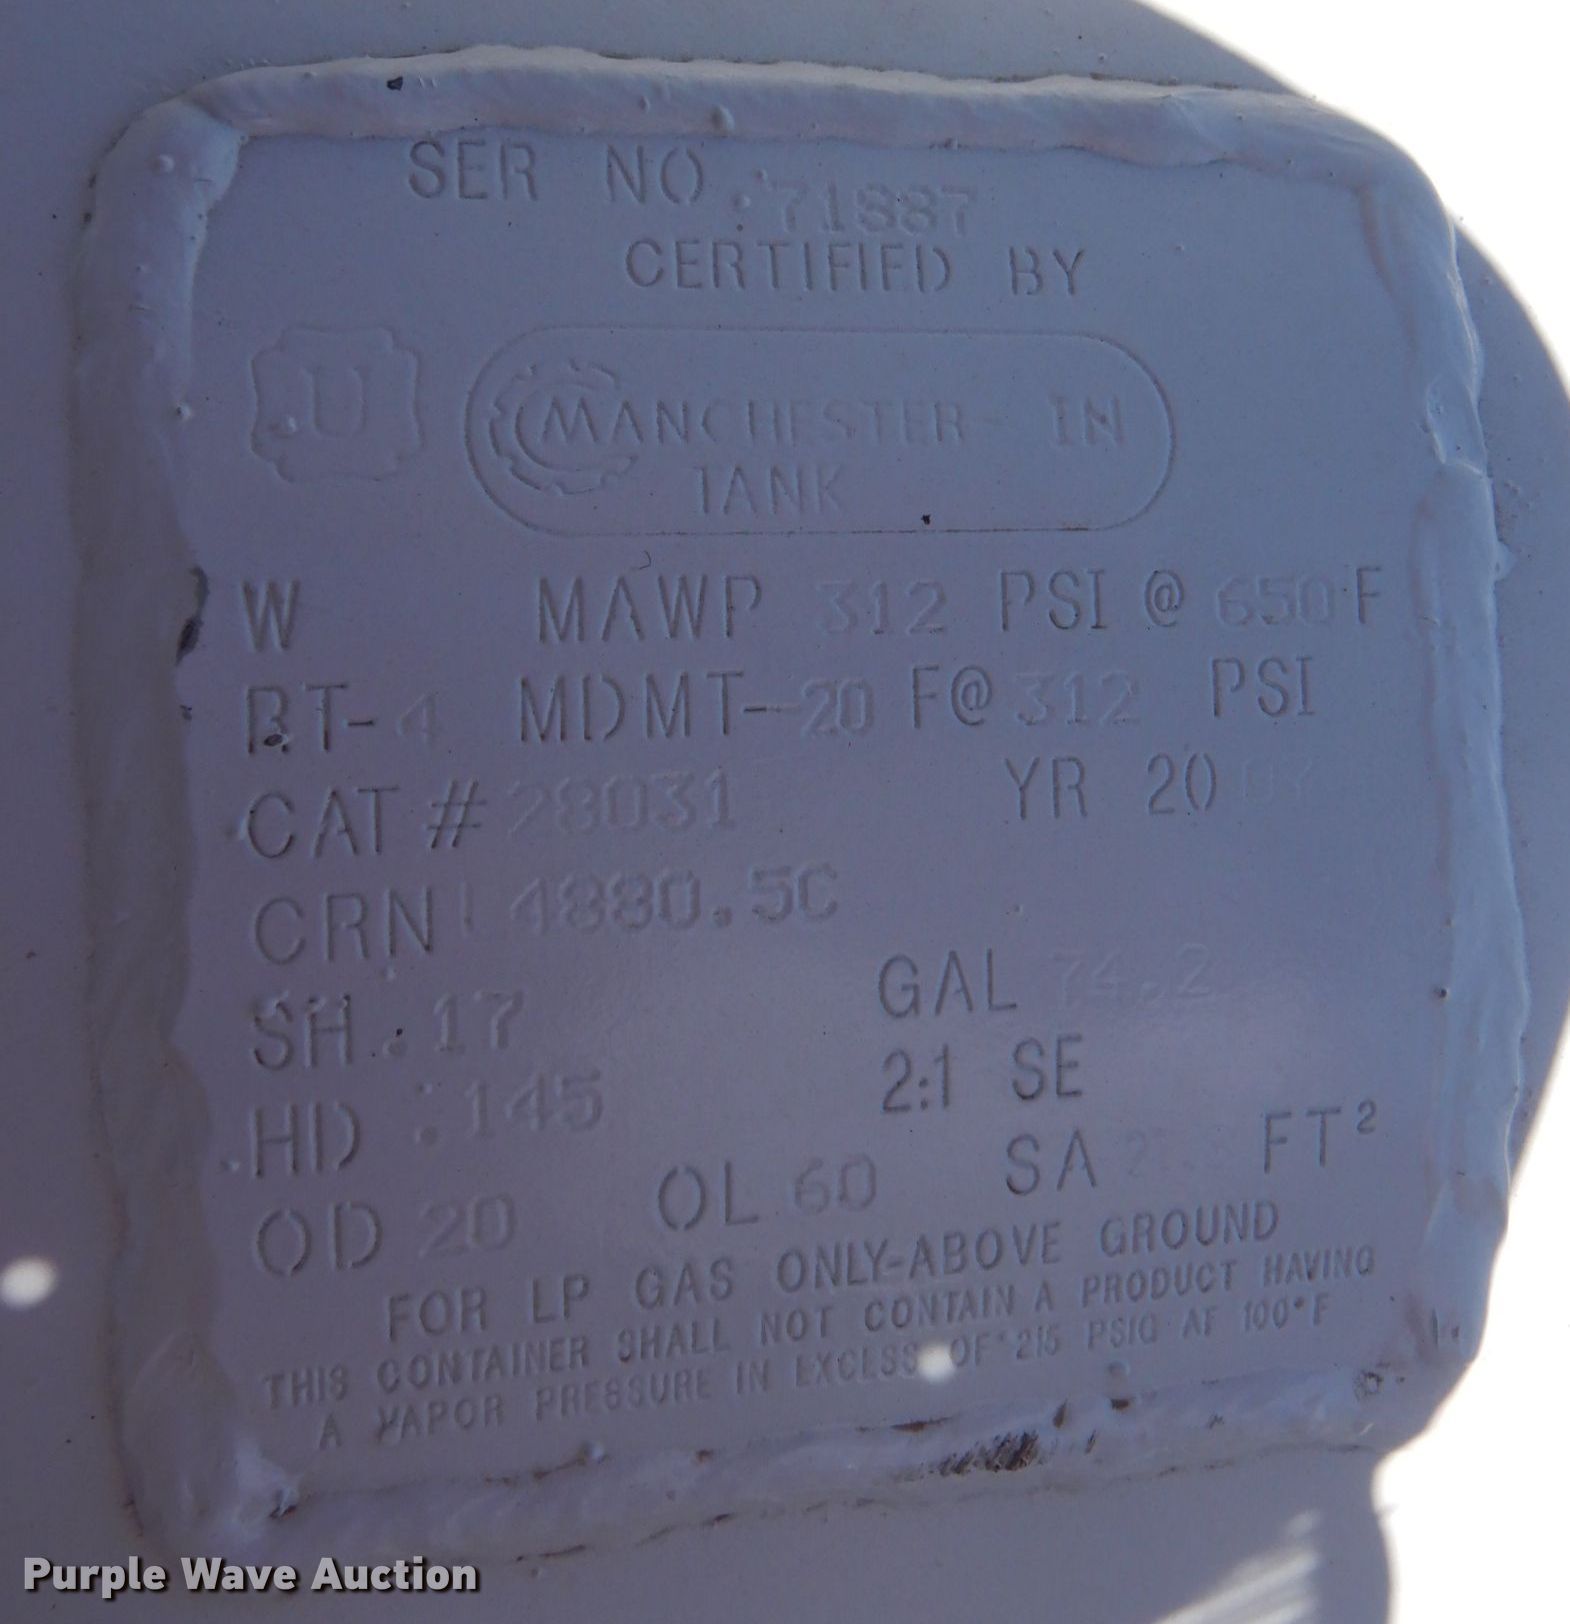 SER NO. 71887
CERTIFIED BY
U
MANCHESTER - IN
TANK
W MAWP 312 PSI @ 650 F
RT-4 MDMT--20 F@ 312 PSI
CAT # 28031 YR 20
CRN L4880.5C
SH .17 GAL 74.2
HD .145 2:1 SE
OD 20 OL 60 SA FT²
FOR LP GAS ONLY-ABOVE GROUND
THIS CONTAINER SHALL NOT CONTAIN A PRODUCT HAVING
A VAPOR PRESSURE IN EXCESS OF 215 PSIG AT 100°F
Purple Wave Auction